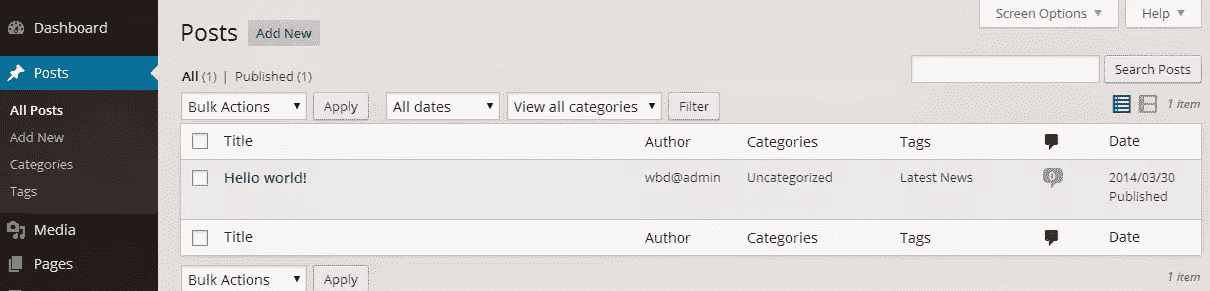 Dashboard
Posts
All Posts
Add New
Categories
Tags
Media
Pages
Screen Options Help
Posts Add New
All (1) | Published (1)
Search Posts
Bulk Actions Apply All dates View all categories Filter 1 item
Title Author Categories Tags Date
Hello world! wbd@admin Uncategorized Latest News 0 2014/03/30
Published
Title Author Categories Tags Date
Bulk Actions Apply 1 item